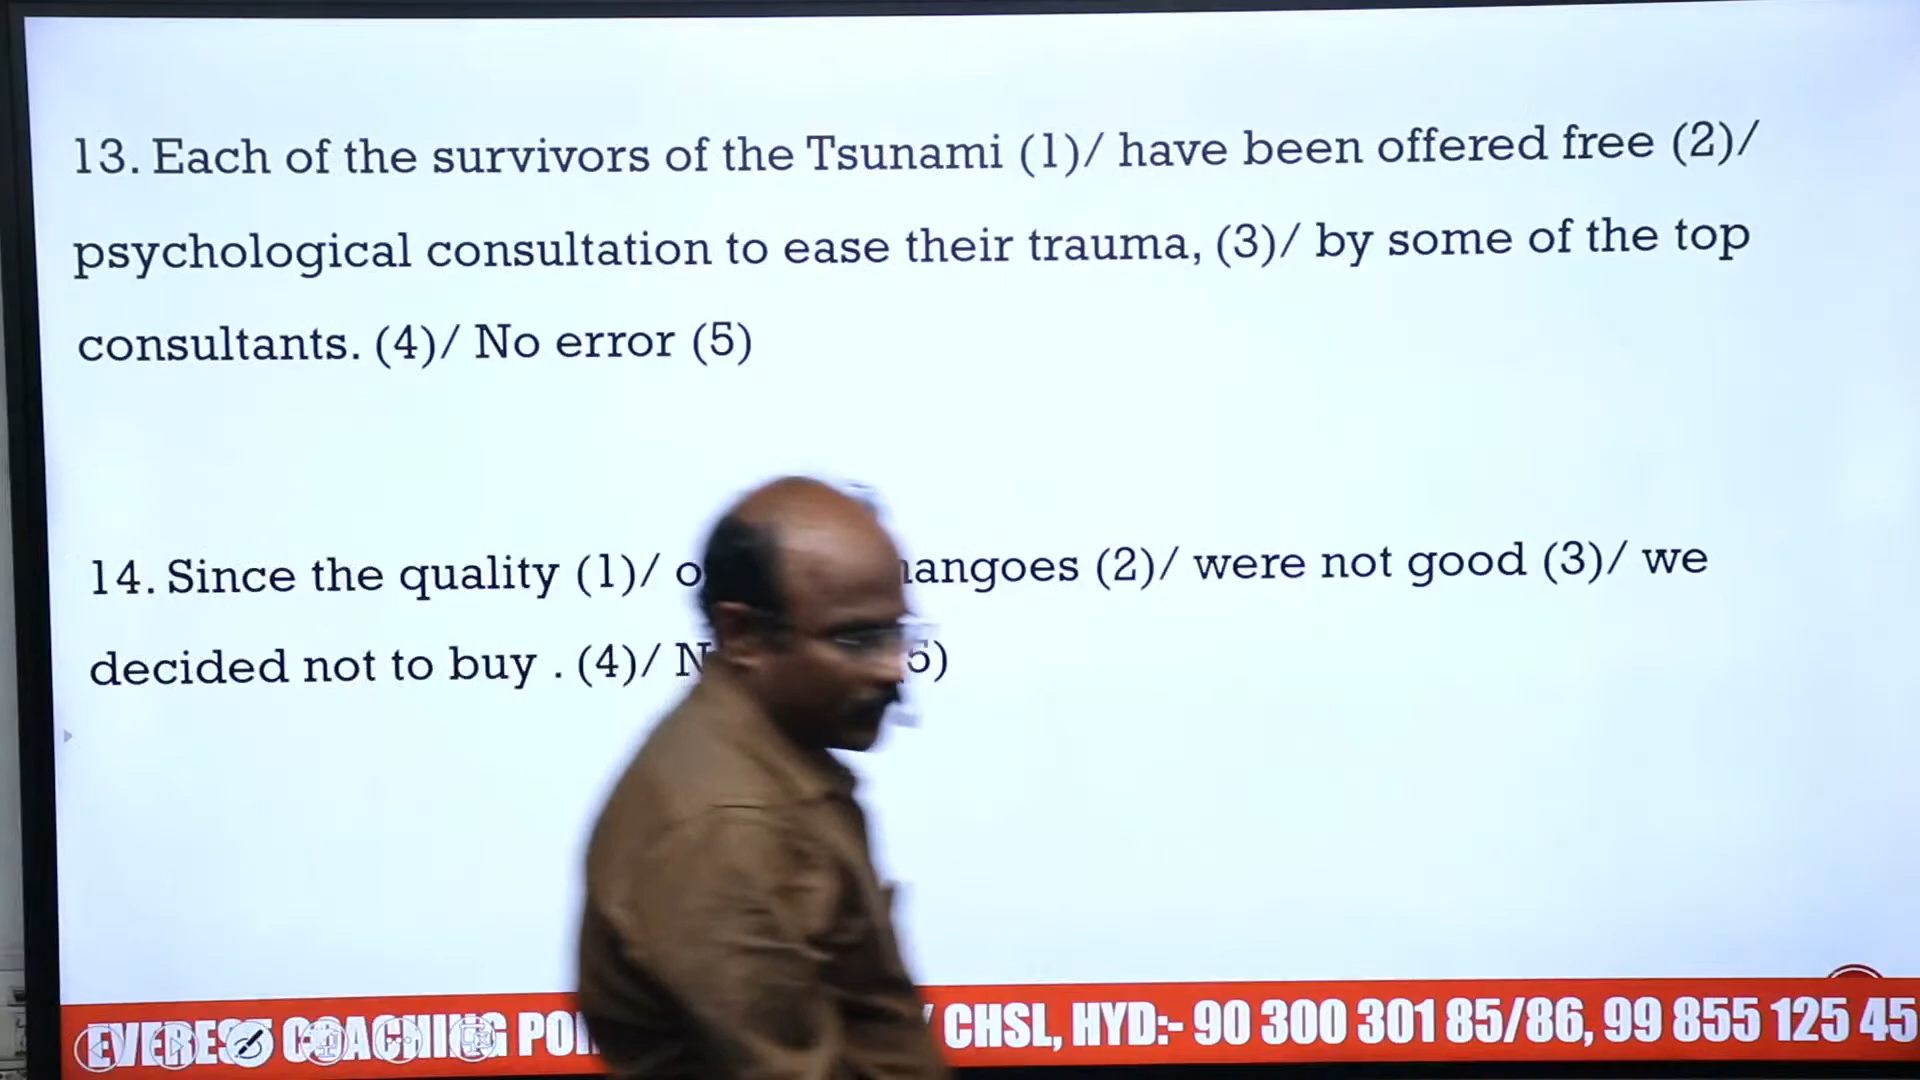 13. Each of the survivors of the Tsunami (1)/ have been offered free (2)/
psychological consultation to ease their trauma, (3)/ by some of the top
consultants. (4)/ No error (5)
14. Since the quality (1)/ (2)/ were not good (3)/ we
decided not to buy . (4)/ 5)
EVEREST COACHING CHSL, HYD:- 90 300 301 85/86, 99 855 125 45